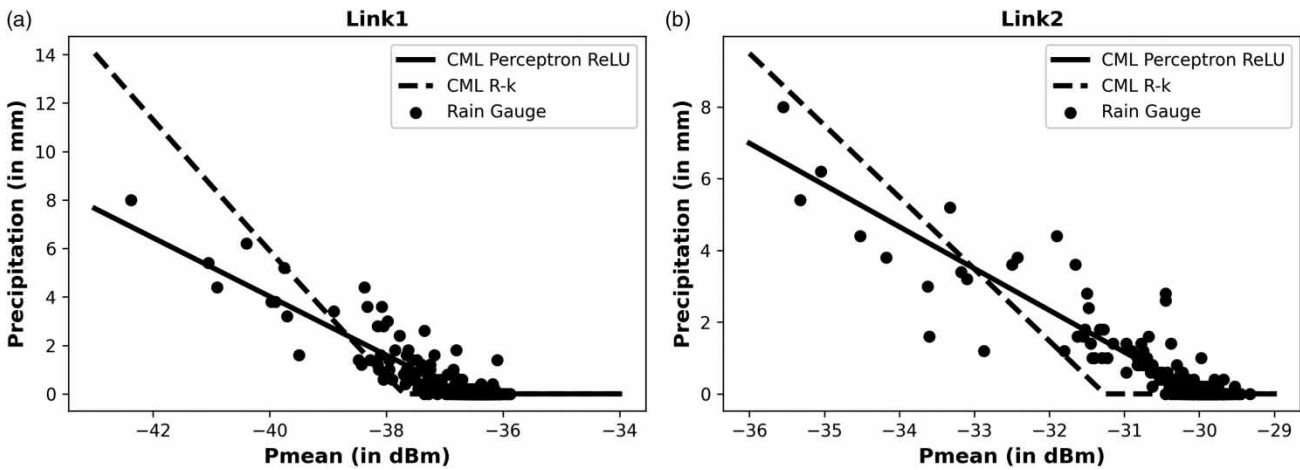 (a)
Link1
CML Perceptron ReLU
CML R-k
Rain Gauge
Precipitation (in mm)
14
12
10
8
6
4
2
0
−42
−40
−38
−36
−34
Pmean (in dBm)
(b)
Link2
CML Perceptron ReLU
CML R-k
Rain Gauge
Precipitation (in mm)
8
6
4
2
0
−36
−35
−34
−33
−32
−31
−30
−29
Pmean (in dBm)